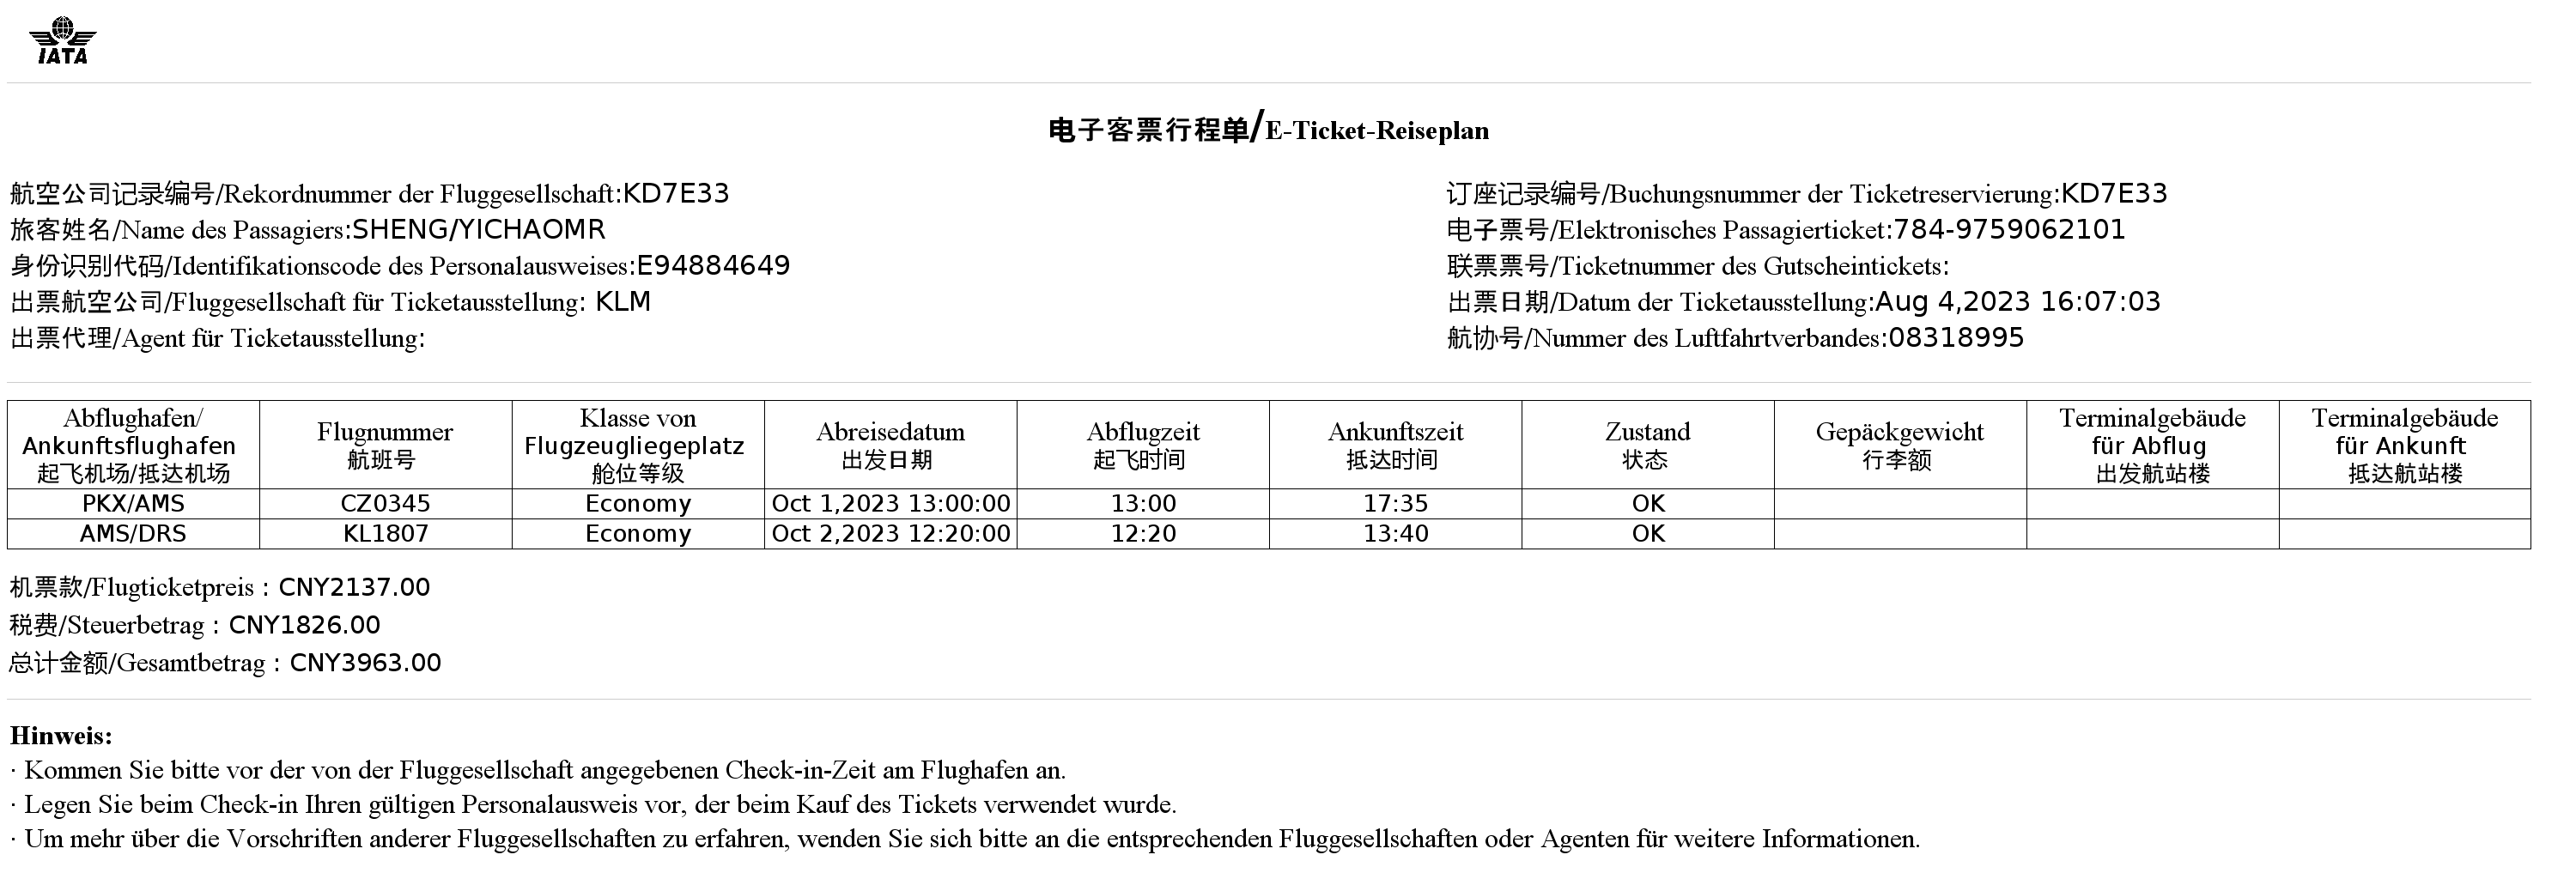 IATA
电子客票行程单/E-Ticket-Reiseplan
航空公司记录编号/Rekordnummer der Fluggesellschaft:KD7E33
订座记录编号/Buchungsnummer der Ticketreservierung:KD7E33
旅客姓名/Name des Passagiers:SHENG/YICHAOMR
电子票号/Elektronisches Passagierticket:784-9759062101
身份识别代码/Identifikationscode des Personalausweises:E94884649
联票票号/Ticketnummer des Gutscheintickets:
出票航空公司/Fluggesellschaft für Ticketausstellung: KLM
出票日期/Datum der Ticketausstellung:Aug 4,2023 16:07:03
出票代理/Agent für Ticketausstellung:
航协号/Nummer des Luftfahrtverbandes:08318995
Abflughafen/
Ankunftsflughafen
起飞机场/抵达机场
Flugnummer
航班号
Klasse von
Flugzeugliegeplatz
舱位等级
Abreisedatum
出发日期
Abflugzeit
起飞时间
Ankunftszeit
抵达时间
Zustand
状态
Gepäckgewicht
行李额
Terminalgebäude
für Abflug
出发航站楼
Terminalgebäude
für Ankunft
抵达航站楼
PKX/AMS CZ0345 Economy Oct 1,2023 13:00:00 13:00 17:35 OK
AMS/DRS KL1807 Economy Oct 2,2023 12:20:00 12:20 13:40 OK
机票款/Flugticketpreis : CNY2137.00
税费/Steuerbetrag : CNY1826.00
总计金额/Gesamtbetrag : CNY3963.00
Hinweis:
· Kommen Sie bitte vor der von der Fluggesellschaft angegebenen Check-in-Zeit am Flughafen an.
· Legen Sie beim Check-in Ihren gültigen Personalausweis vor, der beim Kauf des Tickets verwendet wurde.
· Um mehr über die Vorschriften anderer Fluggesellschaften zu erfahren, wenden Sie sich bitte an die entsprechenden Fluggesellschaften oder Agenten für weitere Informationen.